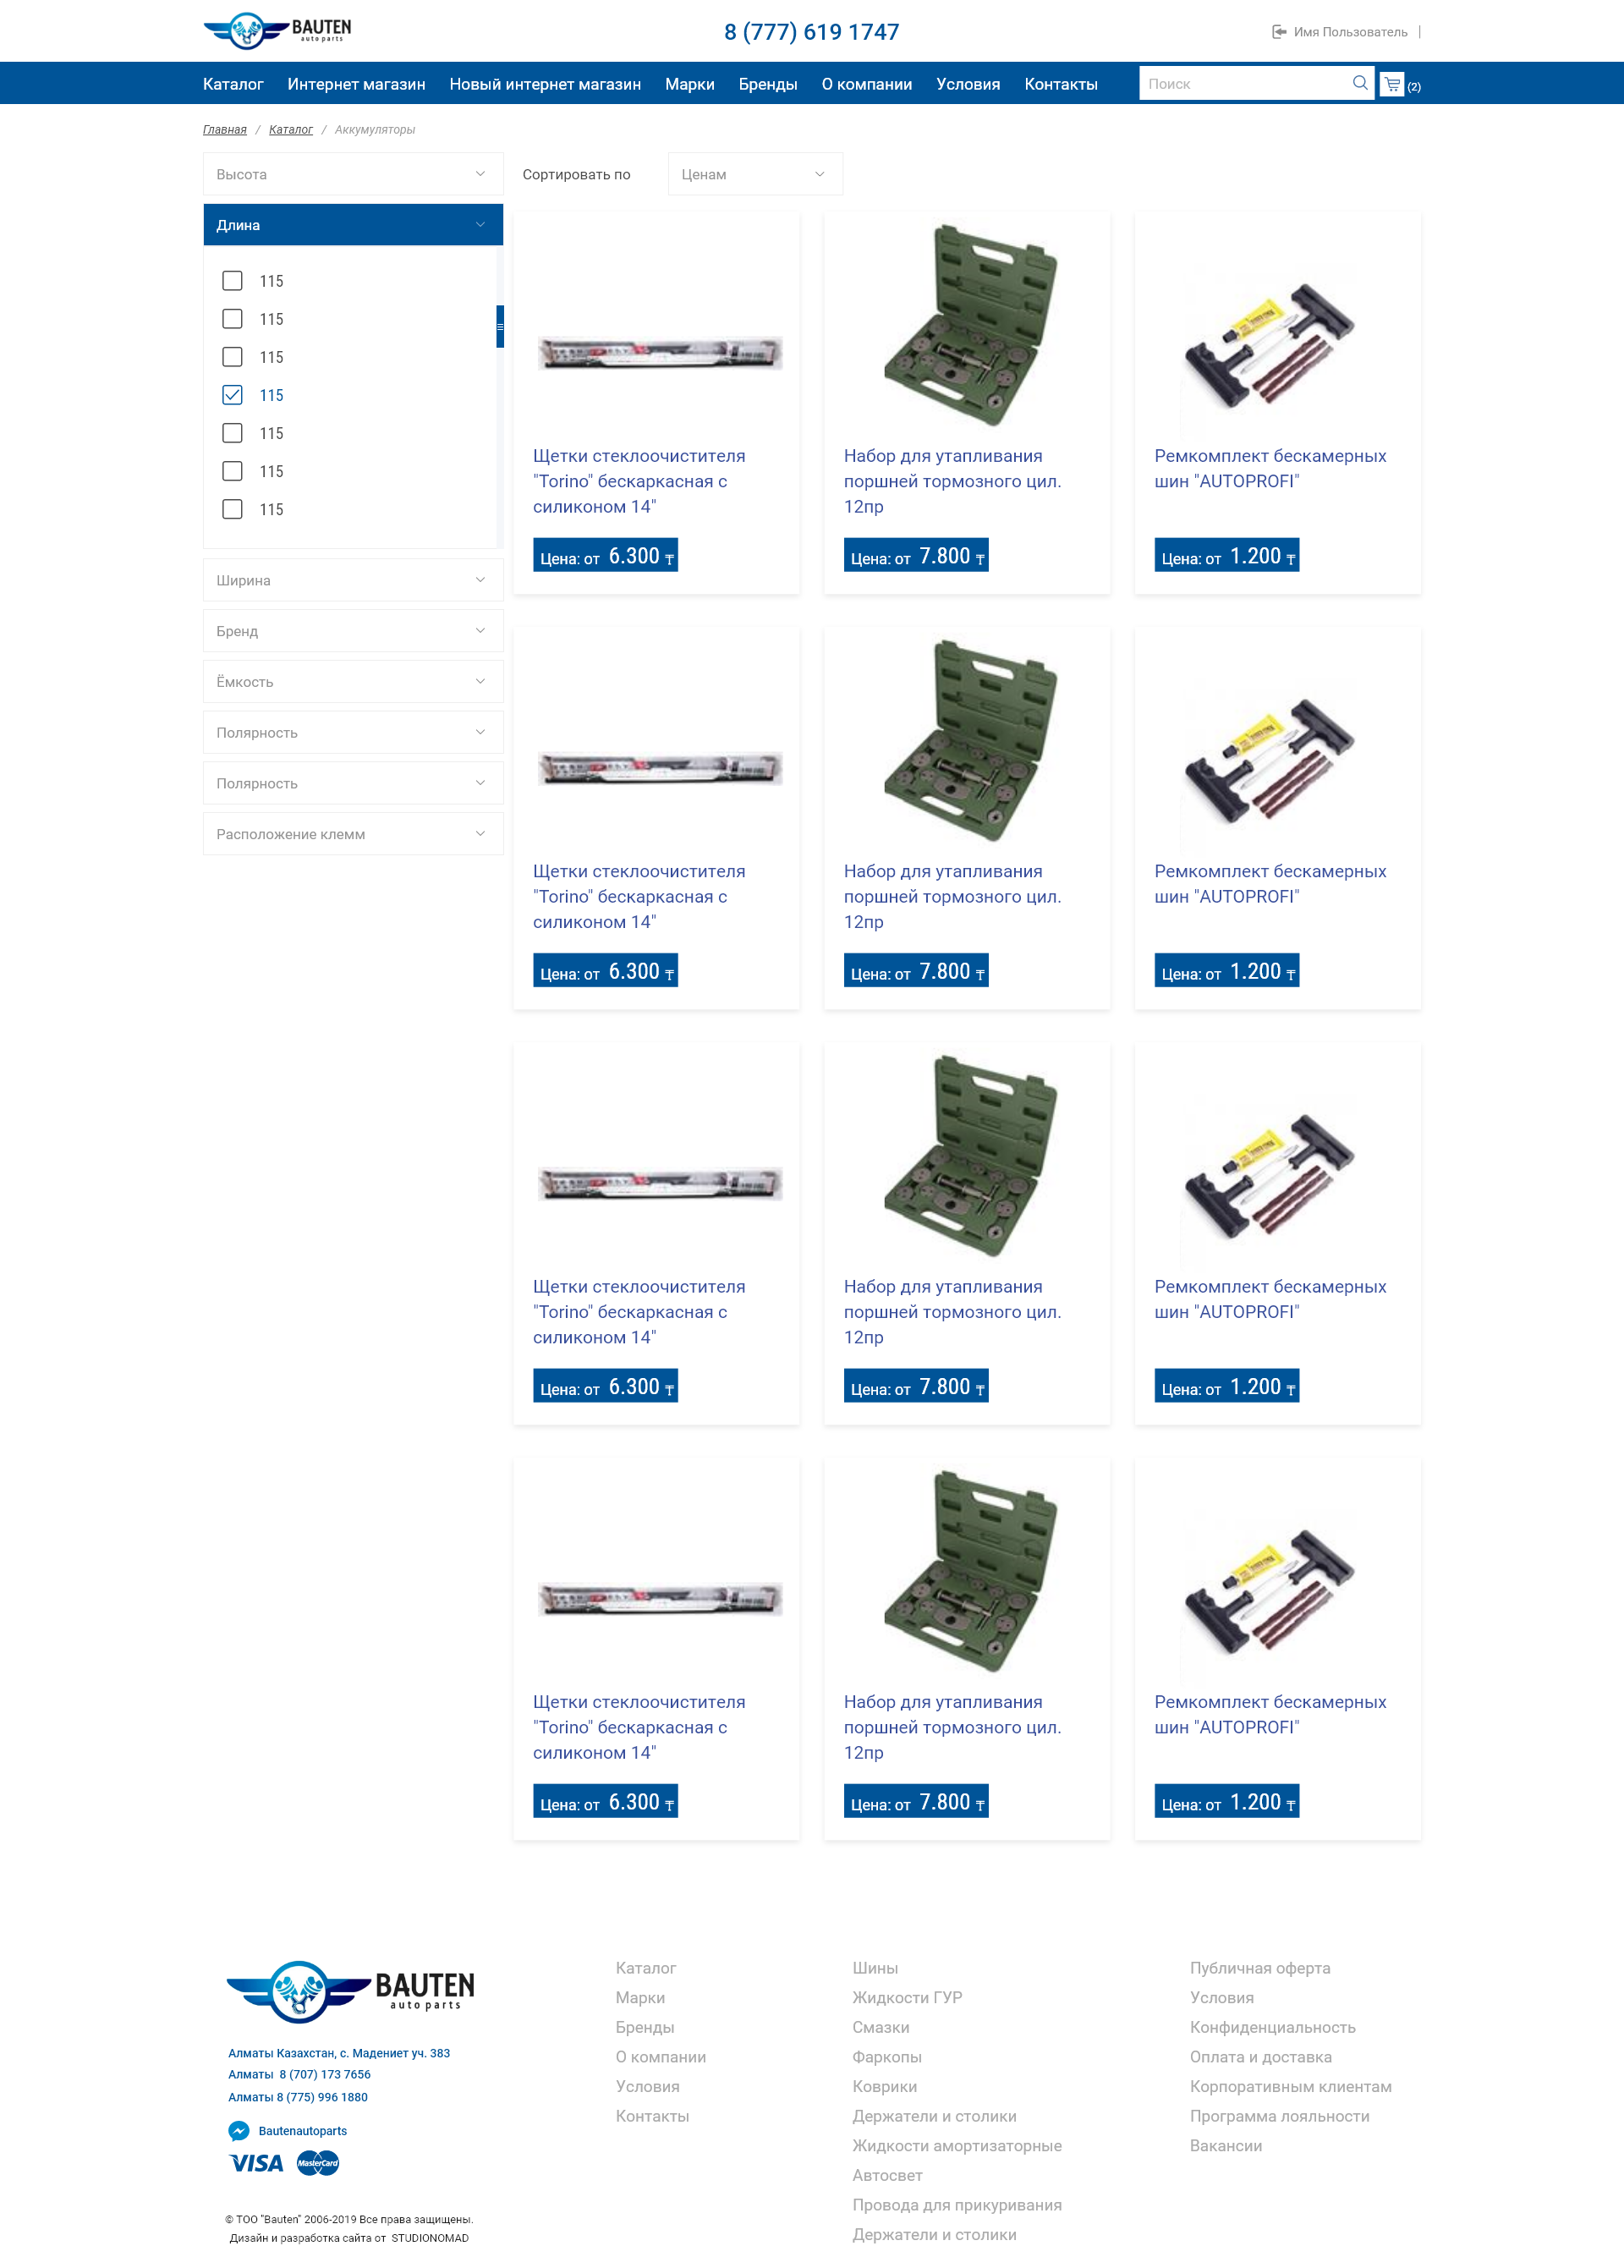 BAUTEN
auto parts
8 (777) 619 1747
Имя Пользователь
Каталог Интернет магазин Новый интернет магазин Марки Бренды О компании Условия Контакты Поиск (2)
Главная / Каталог / Аккумуляторы
Высота
Сортировать по Ценам
Длина
115
115
115
115
115
115
115
Ширина
Бренд
Ёмкость
Полярность
Полярность
Расположение клемм
Щетки стеклоочистителя
"Torino" бескаркасная с
силиконом 14"
Цена: от 6.300 ₸
Набор для утапливания
поршней тормозного цил.
12пр
Цена: от 7.800 ₸
Ремкомплект бескамерных
шин "AUTOPROFI"
Цена: от 1.200 ₸
Щетки стеклоочистителя
"Torino" бескаркасная с
силиконом 14"
Цена: от 6.300 ₸
Набор для утапливания
поршней тормозного цил.
12пр
Цена: от 7.800 ₸
Ремкомплект бескамерных
шин "AUTOPROFI"
Цена: от 1.200 ₸
Щетки стеклоочистителя
"Torino" бескаркасная с
силиконом 14"
Цена: от 6.300 ₸
Набор для утапливания
поршней тормозного цил.
12пр
Цена: от 7.800 ₸
Ремкомплект бескамерных
шин "AUTOPROFI"
Цена: от 1.200 ₸
Щетки стеклоочистителя
"Torino" бескаркасная с
силиконом 14"
Цена: от 6.300 ₸
Набор для утапливания
поршней тормозного цил.
12пр
Цена: от 7.800 ₸
Ремкомплект бескамерных
шин "AUTOPROFI"
Цена: от 1.200 ₸
BAUTEN
auto parts
Алматы Казахстан, с. Мадениет уч. 383
Алматы 8 (707) 173 7656
Алматы 8 (775) 996 1880
Bautenautoparts
VISA MasterCard
© ТОО "Bauten" 2006-2019 Все права защищены.
Дизайн и разработка сайта от STUDIONOMAD
Каталог
Марки
Бренды
О компании
Условия
Контакты
Шины
Жидкости ГУР
Смазки
Фаркопы
Коврики
Держатели и столики
Жидкости амортизаторные
Автосвет
Провода для прикуривания
Держатели и столики
Публичная оферта
Условия
Конфиденциальность
Оплата и доставка
Корпоративным клиентам
Программа лояльности
Вакансии